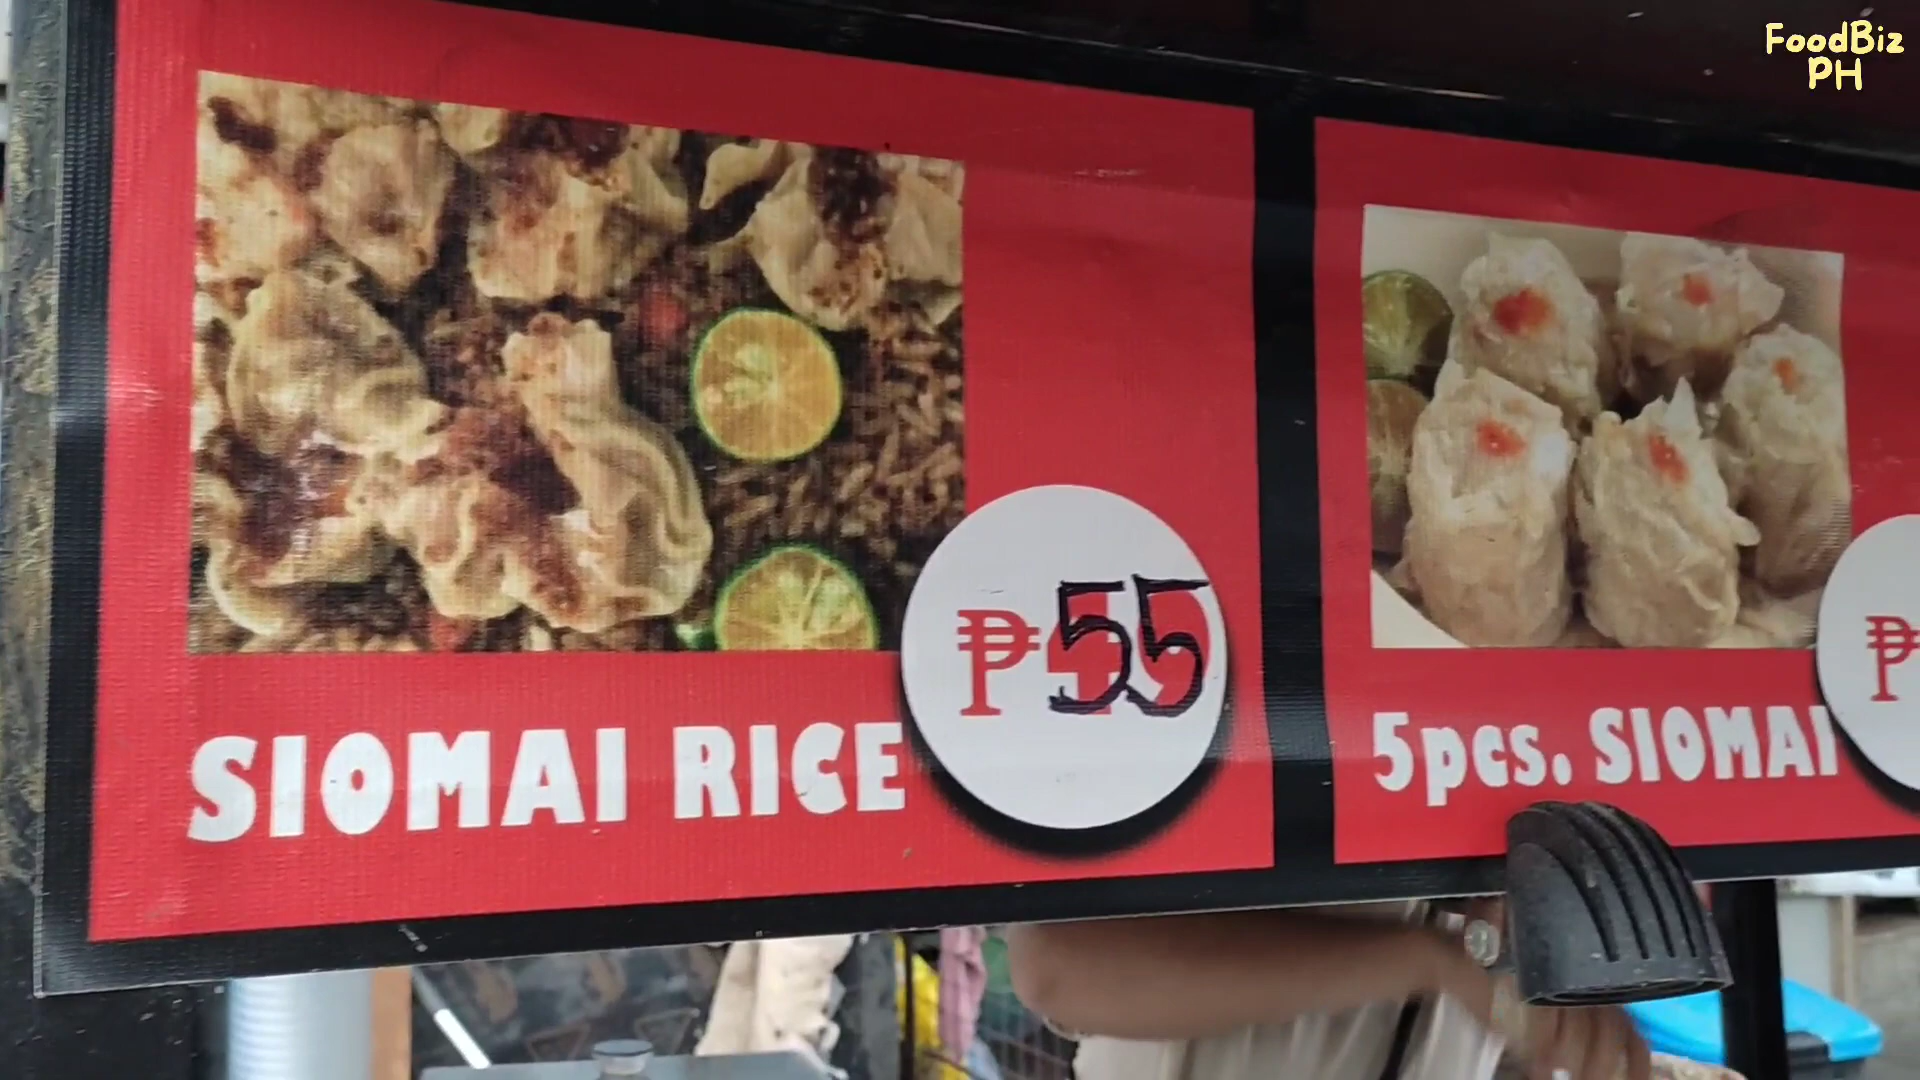 FoodBiz
PH
₱55
SIOMAI RICE
₱
5pcs. SIOMAI